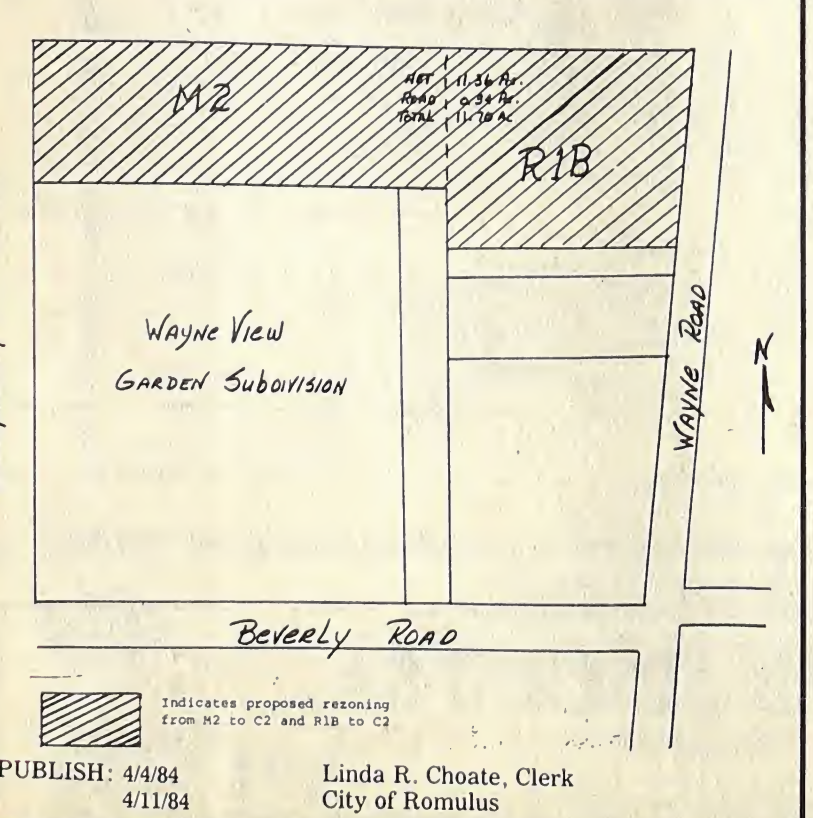 M2
NET 11.36 Ac.
ROAD 0.34 Ac.
TOTAL 11.70 Ac
R1B
WAYNE VIEW
GARDEN SUBDIVISION
WAYNE ROAD
N
BEVERLY ROAD
Indicates proposed rezoning
from M2 to C2 and R1B to C2
PUBLISH: 4/4/84
4/11/84
Linda R. Choate, Clerk
City of Romulus